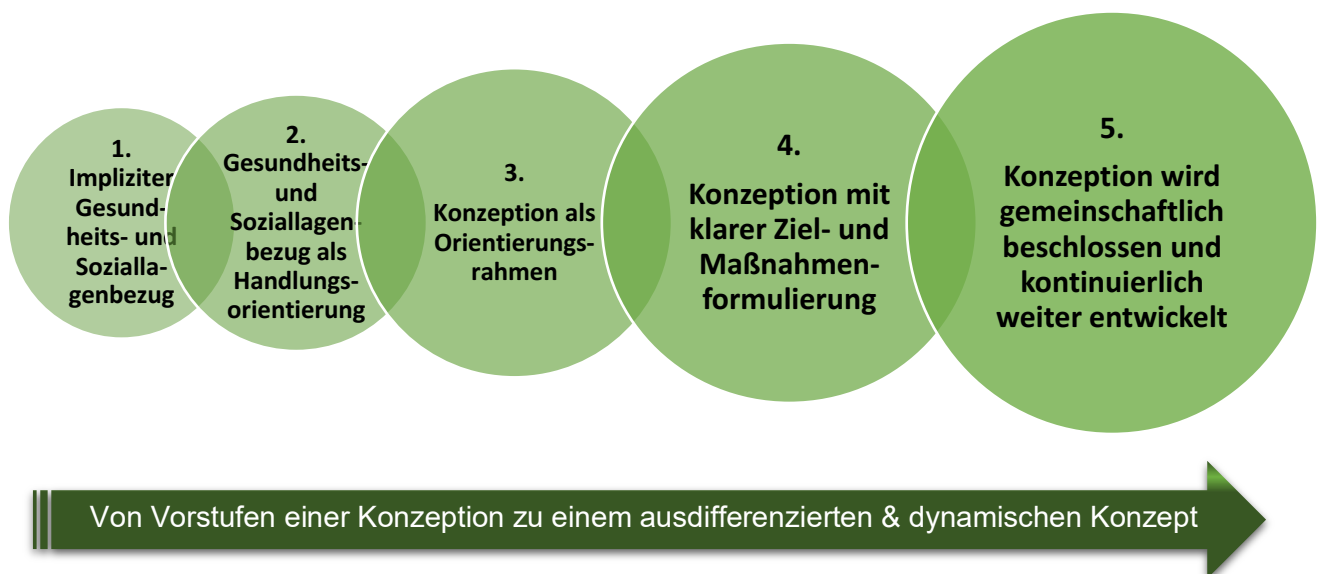 1.
Impliziter
Gesund-
heits- und
Sozialla-
genbezug
2.
Gesundheits-
und
Soziallagen-
bezug als
Handlungs-
orientierung
3.
Konzeption als
Orientierungs-
rahmen
4.
Konzeption mit
klarer Ziel- und
Maßnahmen-
formulierung
5.
Konzeption wird
gemeinschaftlich
beschlossen und
kontinuierlich
weiter entwickelt
Von Vorstufen einer Konzeption zu einem ausdifferenzierten & dynamischen Konzept